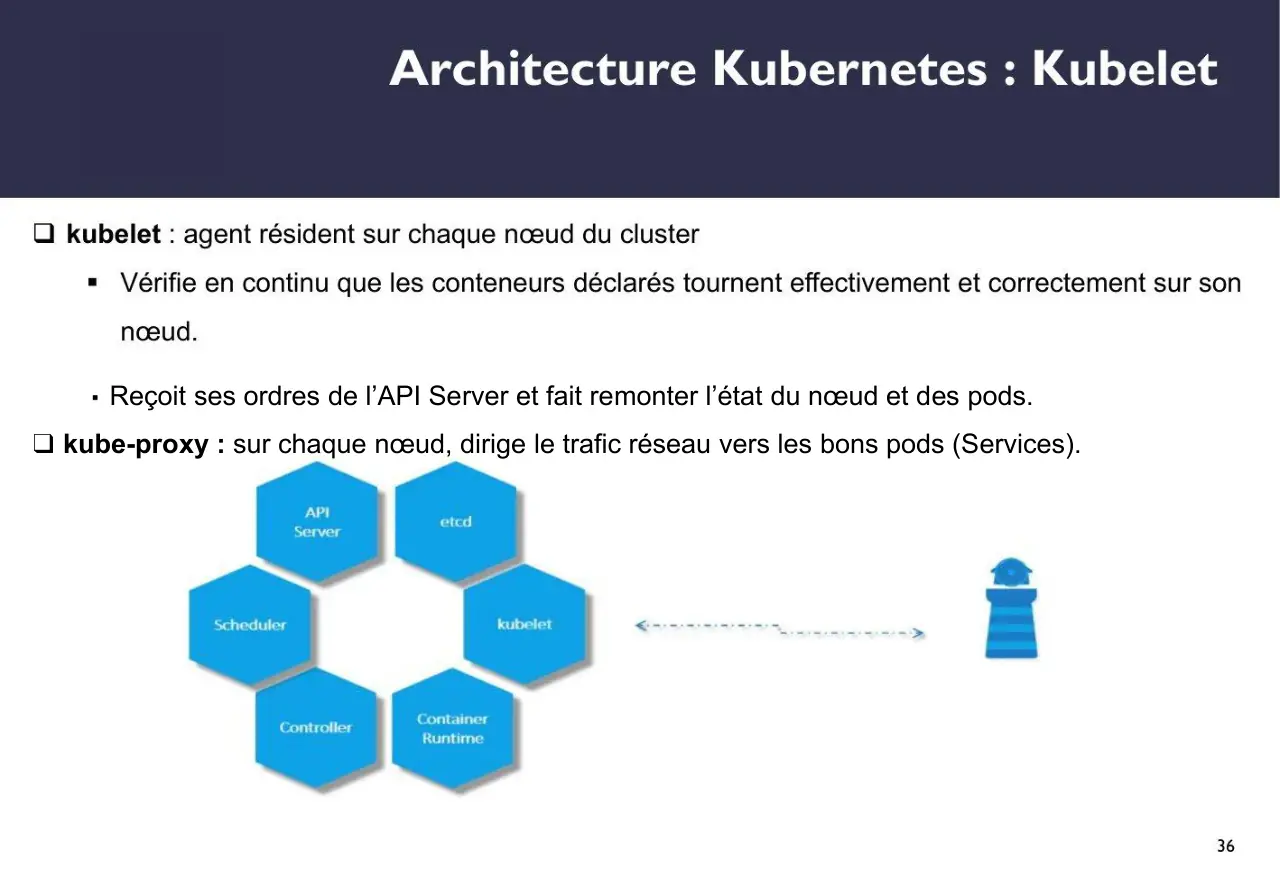 Architecture Kubernetes : Kubelet
❑ kubelet : agent résident sur chaque nœud du cluster
▪ Vérifie en continu que les conteneurs déclarés tournent effectivement et correctement sur son
nœud.
▪ Reçoit ses ordres de l’API Server et fait remonter l’état du nœud et des pods.
❑ kube-proxy : sur chaque nœud, dirige le trafic réseau vers les bons pods (Services).
API
Server
etcd
Scheduler
kubelet
Controller
Container
Runtime
36